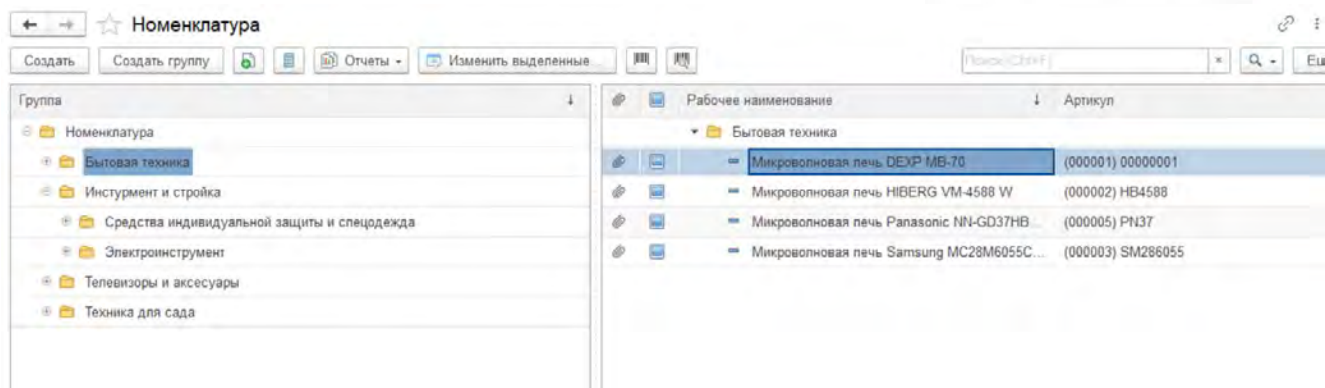 Номенклатура
Создать Создать группу Отчеты Изменить выделенные... Поиск (Ctrl+F) × Ещ
Группа ↓ Рабочее наименование ↓ Артикул
Номенклатура Бытовая техника
Бытовая техника Микроволновая печь DEXP MB-70 (000001) 00000001
Инстурмент и стройка Микроволновая печь HIBERG VM-4588 W (000002) HB4588
Средства индивидуальной защиты и спецодежда Микроволновая печь Panasonic NN-GD37HB... (000005) PN37
Электроинструмент Микроволновая печь Samsung MC28M6055C... (000003) SM286055
Телевизоры и аксесуары
Техника для сада